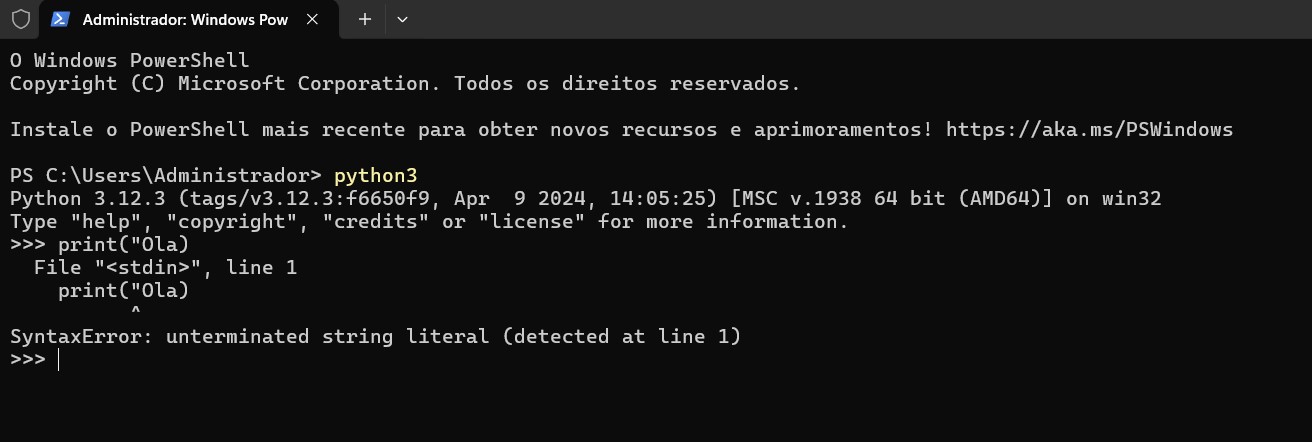 Administrador: Windows Pow
O Windows PowerShell
Copyright (C) Microsoft Corporation. Todos os direitos reservados.
Instale o PowerShell mais recente para obter novos recursos e aprimoramentos! https://aka.ms/PSWindows
PS C:\Users\Administrador> python3
Python 3.12.3 (tags/v3.12.3:f6650f9, Apr  9 2024, 14:05:25) [MSC v.1938 64 bit (AMD64)] on win32
Type "help", "copyright", "credits" or "license" for more information.
>>> print("Ola)
  File "<stdin>", line 1
    print("Ola)
          ^
SyntaxError: unterminated string literal (detected at line 1)
>>>